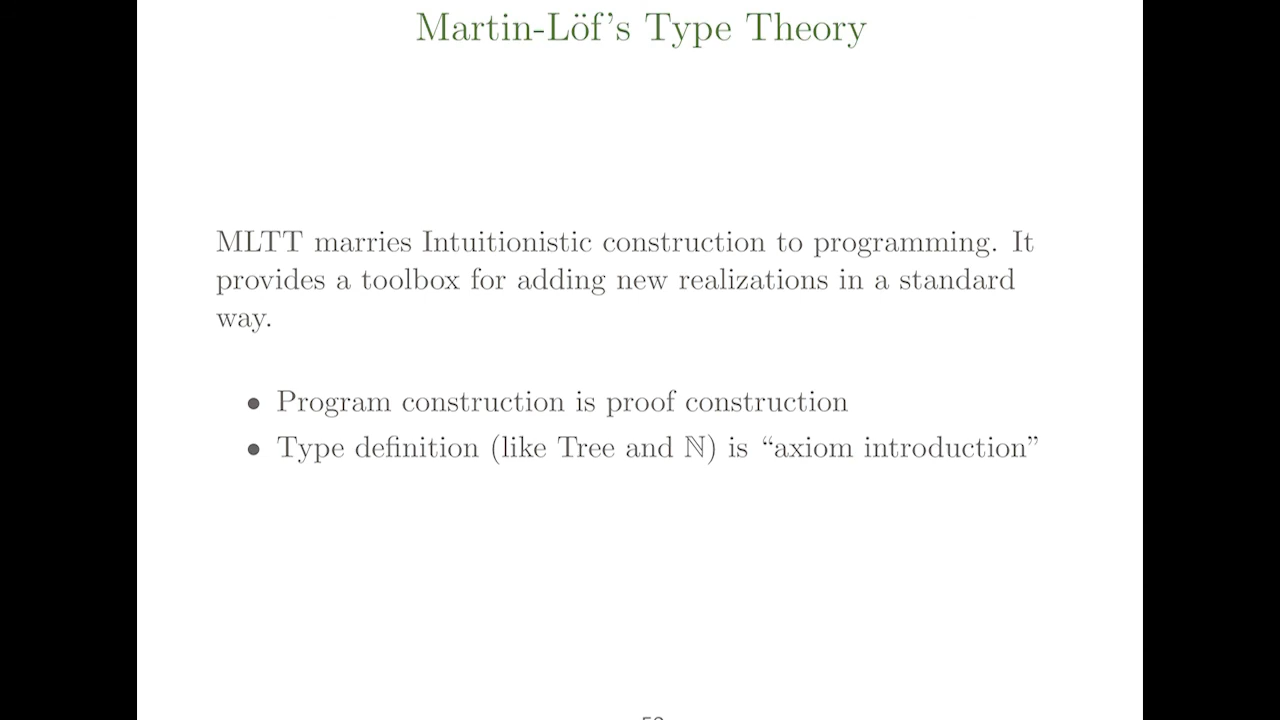 Martin-Löf's Type Theory
MLTT marries Intuitionistic construction to programming. It
provides a toolbox for adding new realizations in a standard
way.
• Program construction is proof construction
• Type definition (like Tree and ℕ) is “axiom introduction”